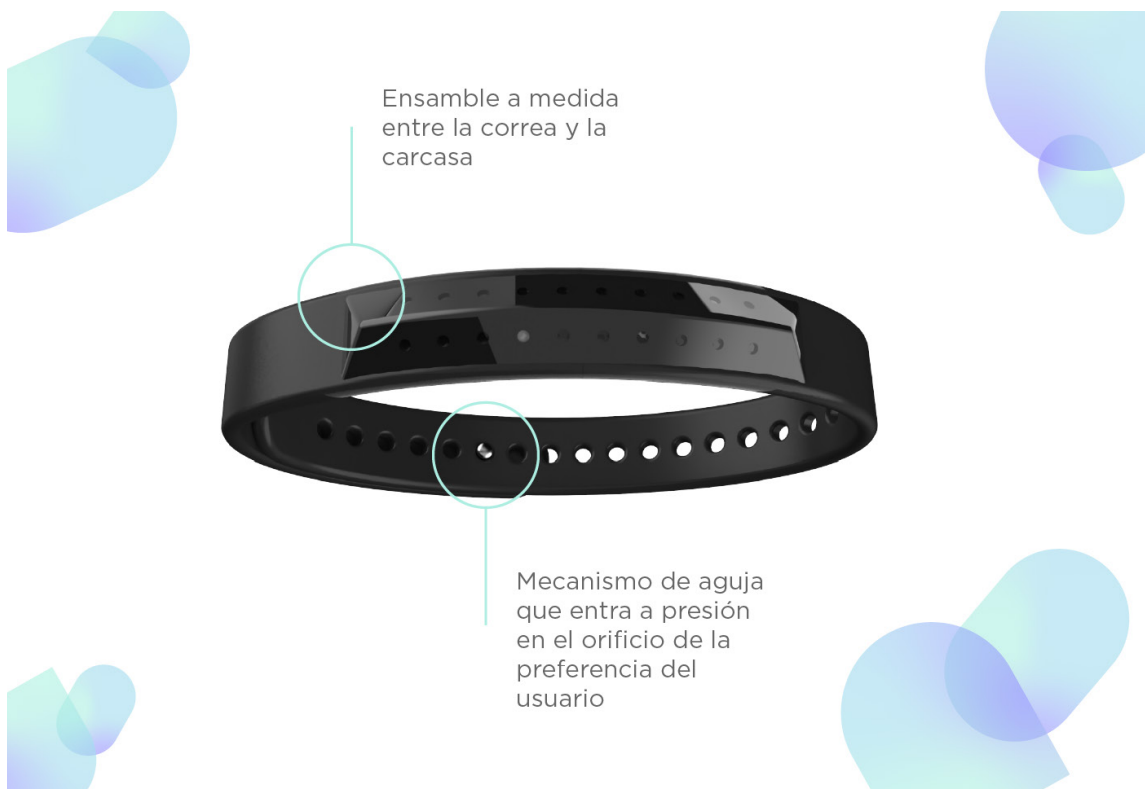 Ensamble a medida
entre la correa y la
carcasa
Mecanismo de aguja
que entra a presión
en el orificio de la
preferencia del
usuario